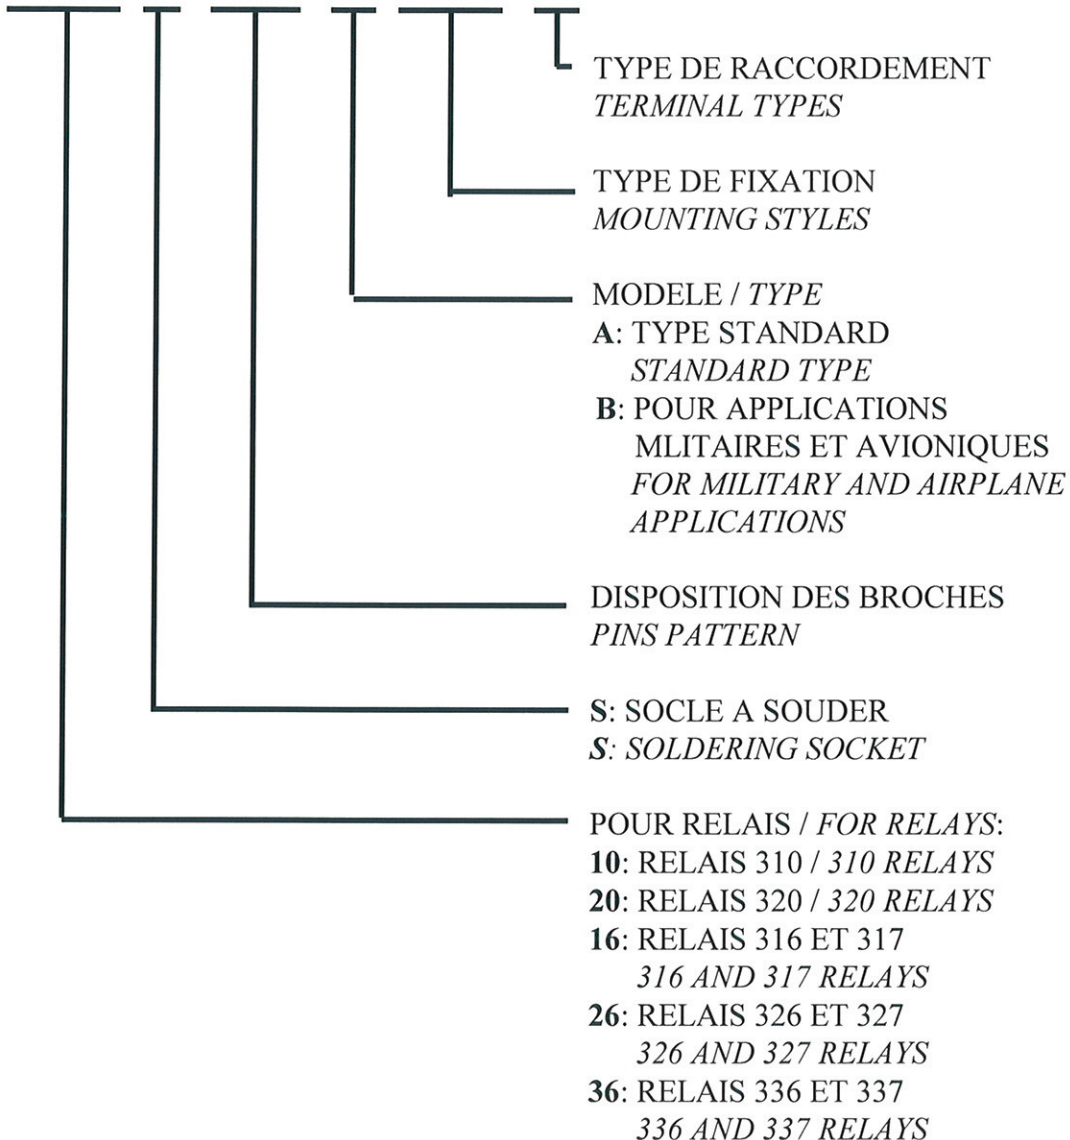 TYPE DE RACCORDEMENT
TERMINAL TYPES
TYPE DE FIXATION
MOUNTING STYLES
MODELE / TYPE
A: TYPE STANDARD
STANDARD TYPE
B: POUR APPLICATIONS
MLITAIRES ET AVIONIQUES
FOR MILITARY AND AIRPLANE
APPLICATIONS
DISPOSITION DES BROCHES
PINS PATTERN
S: SOCLE A SOUDER
S: SOLDERING SOCKET
POUR RELAIS / FOR RELAYS:
10: RELAIS 310 / 310 RELAYS
20: RELAIS 320 / 320 RELAYS
16: RELAIS 316 ET 317
316 AND 317 RELAYS
26: RELAIS 326 ET 327
326 AND 327 RELAYS
36: RELAIS 336 ET 337
336 AND 337 RELAYS